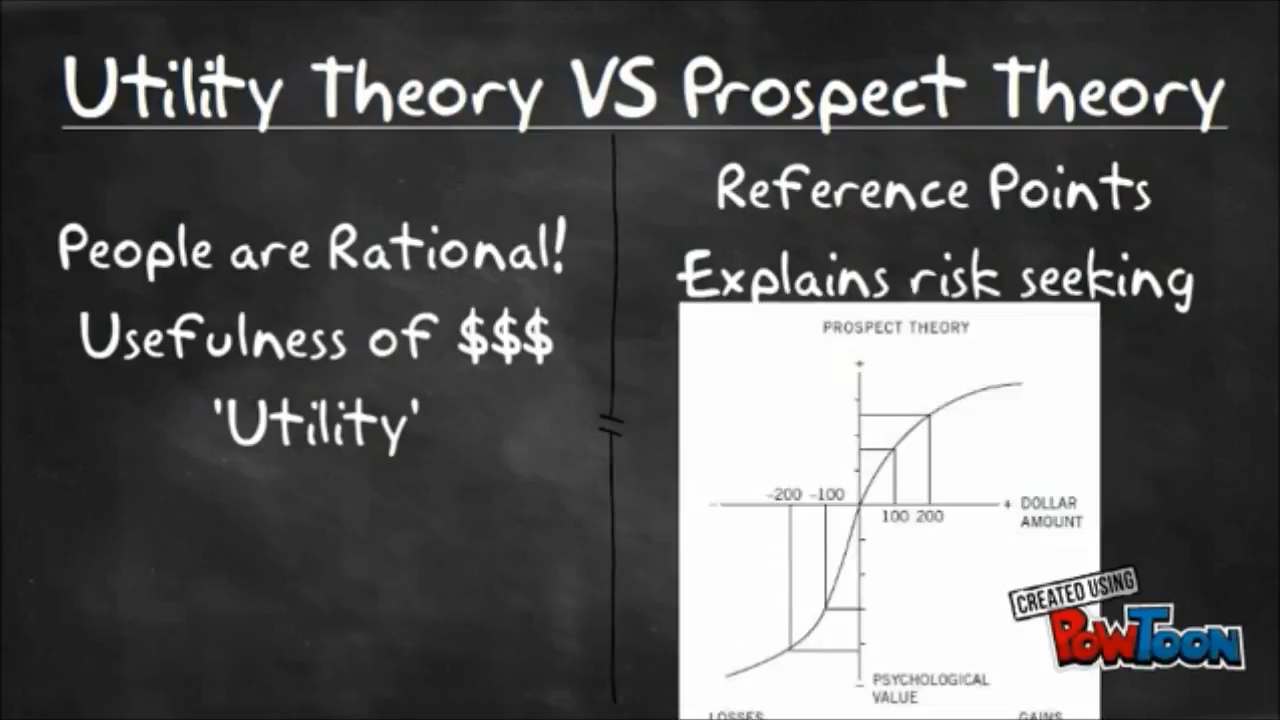 Utility Theory VS Prospect Theory
People are Rational!
Usefulness of $$$
'Utility'
Reference Points
Explains risk seeking
PROSPECT THEORY
+
-200 -100
- + DOLLAR
100 200 AMOUNT
- PSYCHOLOGICAL
VALUE
LOSSES GAINS
CREATED USING
POWTOON